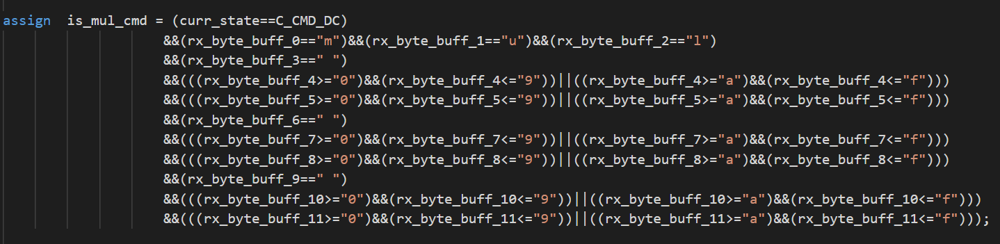 assign  is_mul_cmd = (curr_state==C_CMD_DC)
&&(rx_byte_buff_0=="m")&&(rx_byte_buff_1=="u")&&(rx_byte_buff_2=="l")
&&(rx_byte_buff_3==" ")
&&(((rx_byte_buff_4>="0")&&(rx_byte_buff_4<="9"))||((rx_byte_buff_4>="a")&&(rx_byte_buff_4<="f")))
&&(((rx_byte_buff_5>="0")&&(rx_byte_buff_5<="9"))||((rx_byte_buff_5>="a")&&(rx_byte_buff_5<="f")))
&&(rx_byte_buff_6==" ")
&&(((rx_byte_buff_7>="0")&&(rx_byte_buff_7<="9"))||((rx_byte_buff_7>="a")&&(rx_byte_buff_7<="f")))
&&(((rx_byte_buff_8>="0")&&(rx_byte_buff_8<="9"))||((rx_byte_buff_8>="a")&&(rx_byte_buff_8<="f")))
&&(rx_byte_buff_9==" ")
&&(((rx_byte_buff_10>="0")&&(rx_byte_buff_10<="9"))||((rx_byte_buff_10>="a")&&(rx_byte_buff_10<="f")))
&&(((rx_byte_buff_11>="0")&&(rx_byte_buff_11<="9"))||((rx_byte_buff_11>="a")&&(rx_byte_buff_11<="f")));